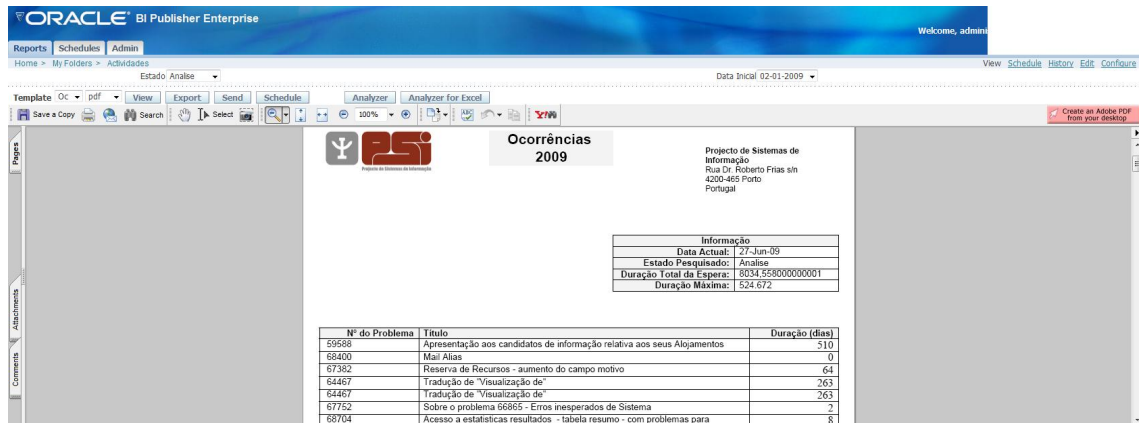 ORACLE BI Publisher Enterprise
Welcome, admini
Reports Schedules Admin
Home > My Folders > Actividades
View Schedule History Edit Configure
Estado Analise Data Inicial 02-01-2009
Template Oc pdf View Export Send Schedule Analyzer Analyzer for Excel
Save a Copy Search Select 100% Y! Create an Adobe PDF
from your desktop
Pages
Attachments
Comments
PSi
Projecto de Sistemas de Informação
Ocorrências
2009
Projecto de Sistemas de
Informação
Rua Dr. Roberto Frias s/n
4200-465 Porto
Portugal
Informação
Data Actual: 27-Jun-09
Estado Pesquisado: Analise
Duração Total da Espera: 8034,558000000001
Duração Máxima: 524.672
Nº do Problema Título Duração (dias)
59588 Apresentação aos candidatos de informação relativa aos seus Alojamentos 510
68400 Mail Alias 0
67382 Reserva de Recursos - aumento do campo motivo 64
64467 Tradução de "Visualização de" 263
64467 Tradução de "Visualização de" 263
67752 Sobre o problema 66865 - Erros inesperados de Sistema 2
68704 Acesso a estatisticas resultados - tabela resumo - com problemas para 8